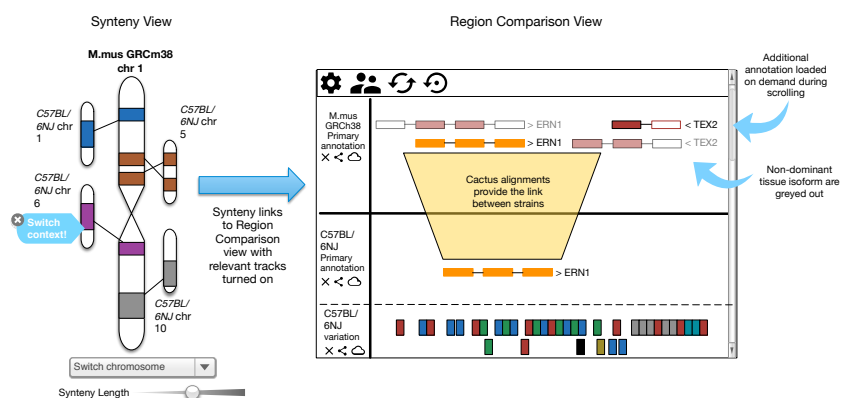 Synteny View
Region Comparison View
M.mus GRCm38
chr 1
C57BL/
6NJ chr
1
C57BL/
6NJ chr
5
C57BL/
6NJ chr
6
Switch
context!
C57BL/
6NJ chr
10
Switch chromosome
Synteny Length
Synteny links
to Region
Comparison
view with
relevant tracks
turned on
M.mus
GRCh38
Primary
annotation
> ERN1
< TEX2
> ERN1
< TEX2
Cactus alignments
provide the link
between strains
C57BL/
6NJ
Primary
annotation
> ERN1
C57BL/
6NJ
variation
Additional
annotation loaded
on demand during
scrolling
Non-dominant
tissue isoform are
greyed out